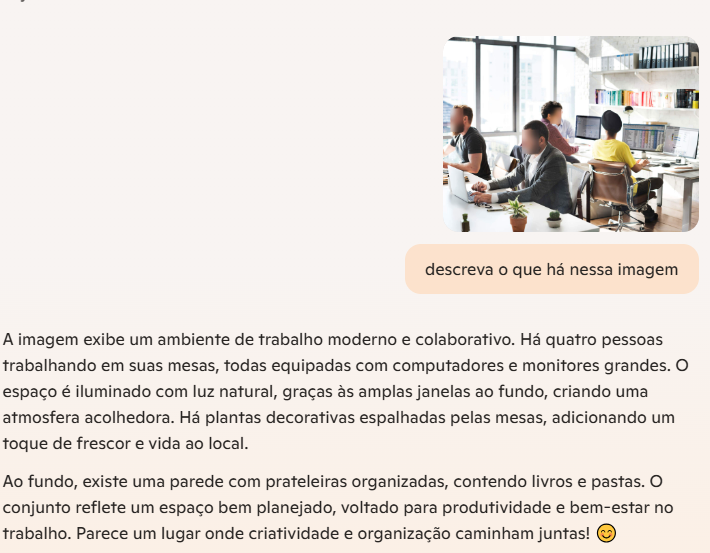 descreva o que há nessa imagem
A imagem exibe um ambiente de trabalho moderno e colaborativo. Há quatro pessoas
trabalhando em suas mesas, todas equipadas com computadores e monitores grandes. O
espaço é iluminado com luz natural, graças às amplas janelas ao fundo, criando uma
atmosfera acolhedora. Há plantas decorativas espalhadas pelas mesas, adicionando um
toque de frescor e vida ao local.
Ao fundo, existe uma parede com prateleiras organizadas, contendo livros e pastas. O
conjunto reflete um espaço bem planejado, voltado para produtividade e bem-estar no
trabalho. Parece um lugar onde criatividade e organização caminham juntas! 😊